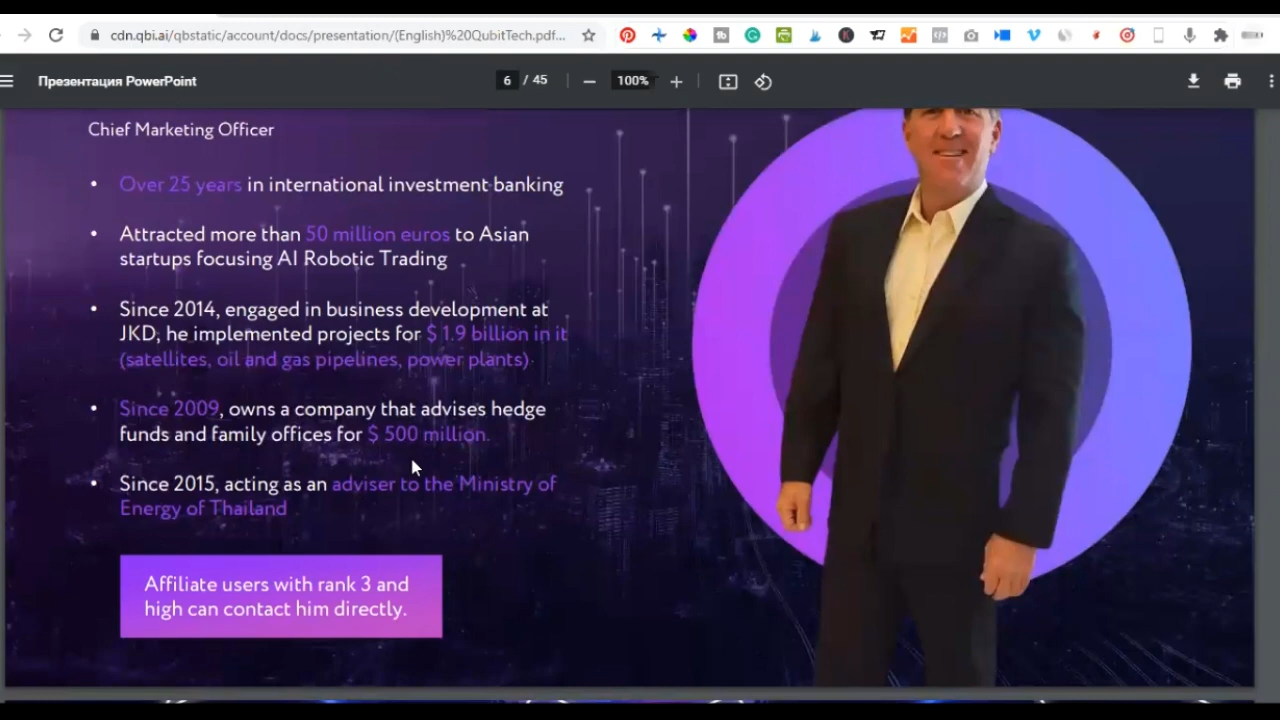 cdn.qbi.ai/qbstatic/account/docs/presentation/(English)%20QubitTech.pdf...
Презентация PowerPoint
6 / 45
100%
Chief Marketing Officer
• Over 25 years in international investment banking
• Attracted more than 50 million euros to Asian
startups focusing AI Robotic Trading
• Since 2014, engaged in business development at
JKD, he implemented projects for $ 1.9 billion in it
(satellites, oil and gas pipelines, power plants)
• Since 2009, owns a company that advises hedge
funds and family offices for $ 500 million.
• Since 2015, acting as an adviser to the Ministry of
Energy of Thailand
Affiliate users with rank 3 and
high can contact him directly.